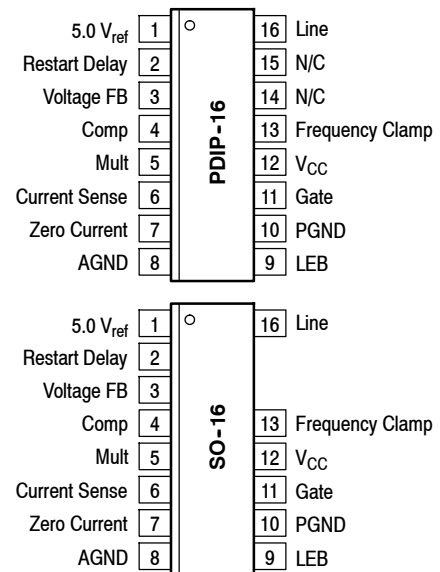 5.0 Vref 1 16 Line
Restart Delay 2 15 N/C
Voltage FB 3 14 N/C
Comp 4 13 Frequency Clamp
Mult 5 12 VCC
Current Sense 6 11 Gate
Zero Current 7 10 PGND
AGND 8 9 LEB
PDIP-16
5.0 Vref 1 16 Line
Restart Delay 2
Voltage FB 3
Comp 4 13 Frequency Clamp
Mult 5 12 VCC
Current Sense 6 11 Gate
Zero Current 7 10 PGND
AGND 8 9 LEB
SO-16